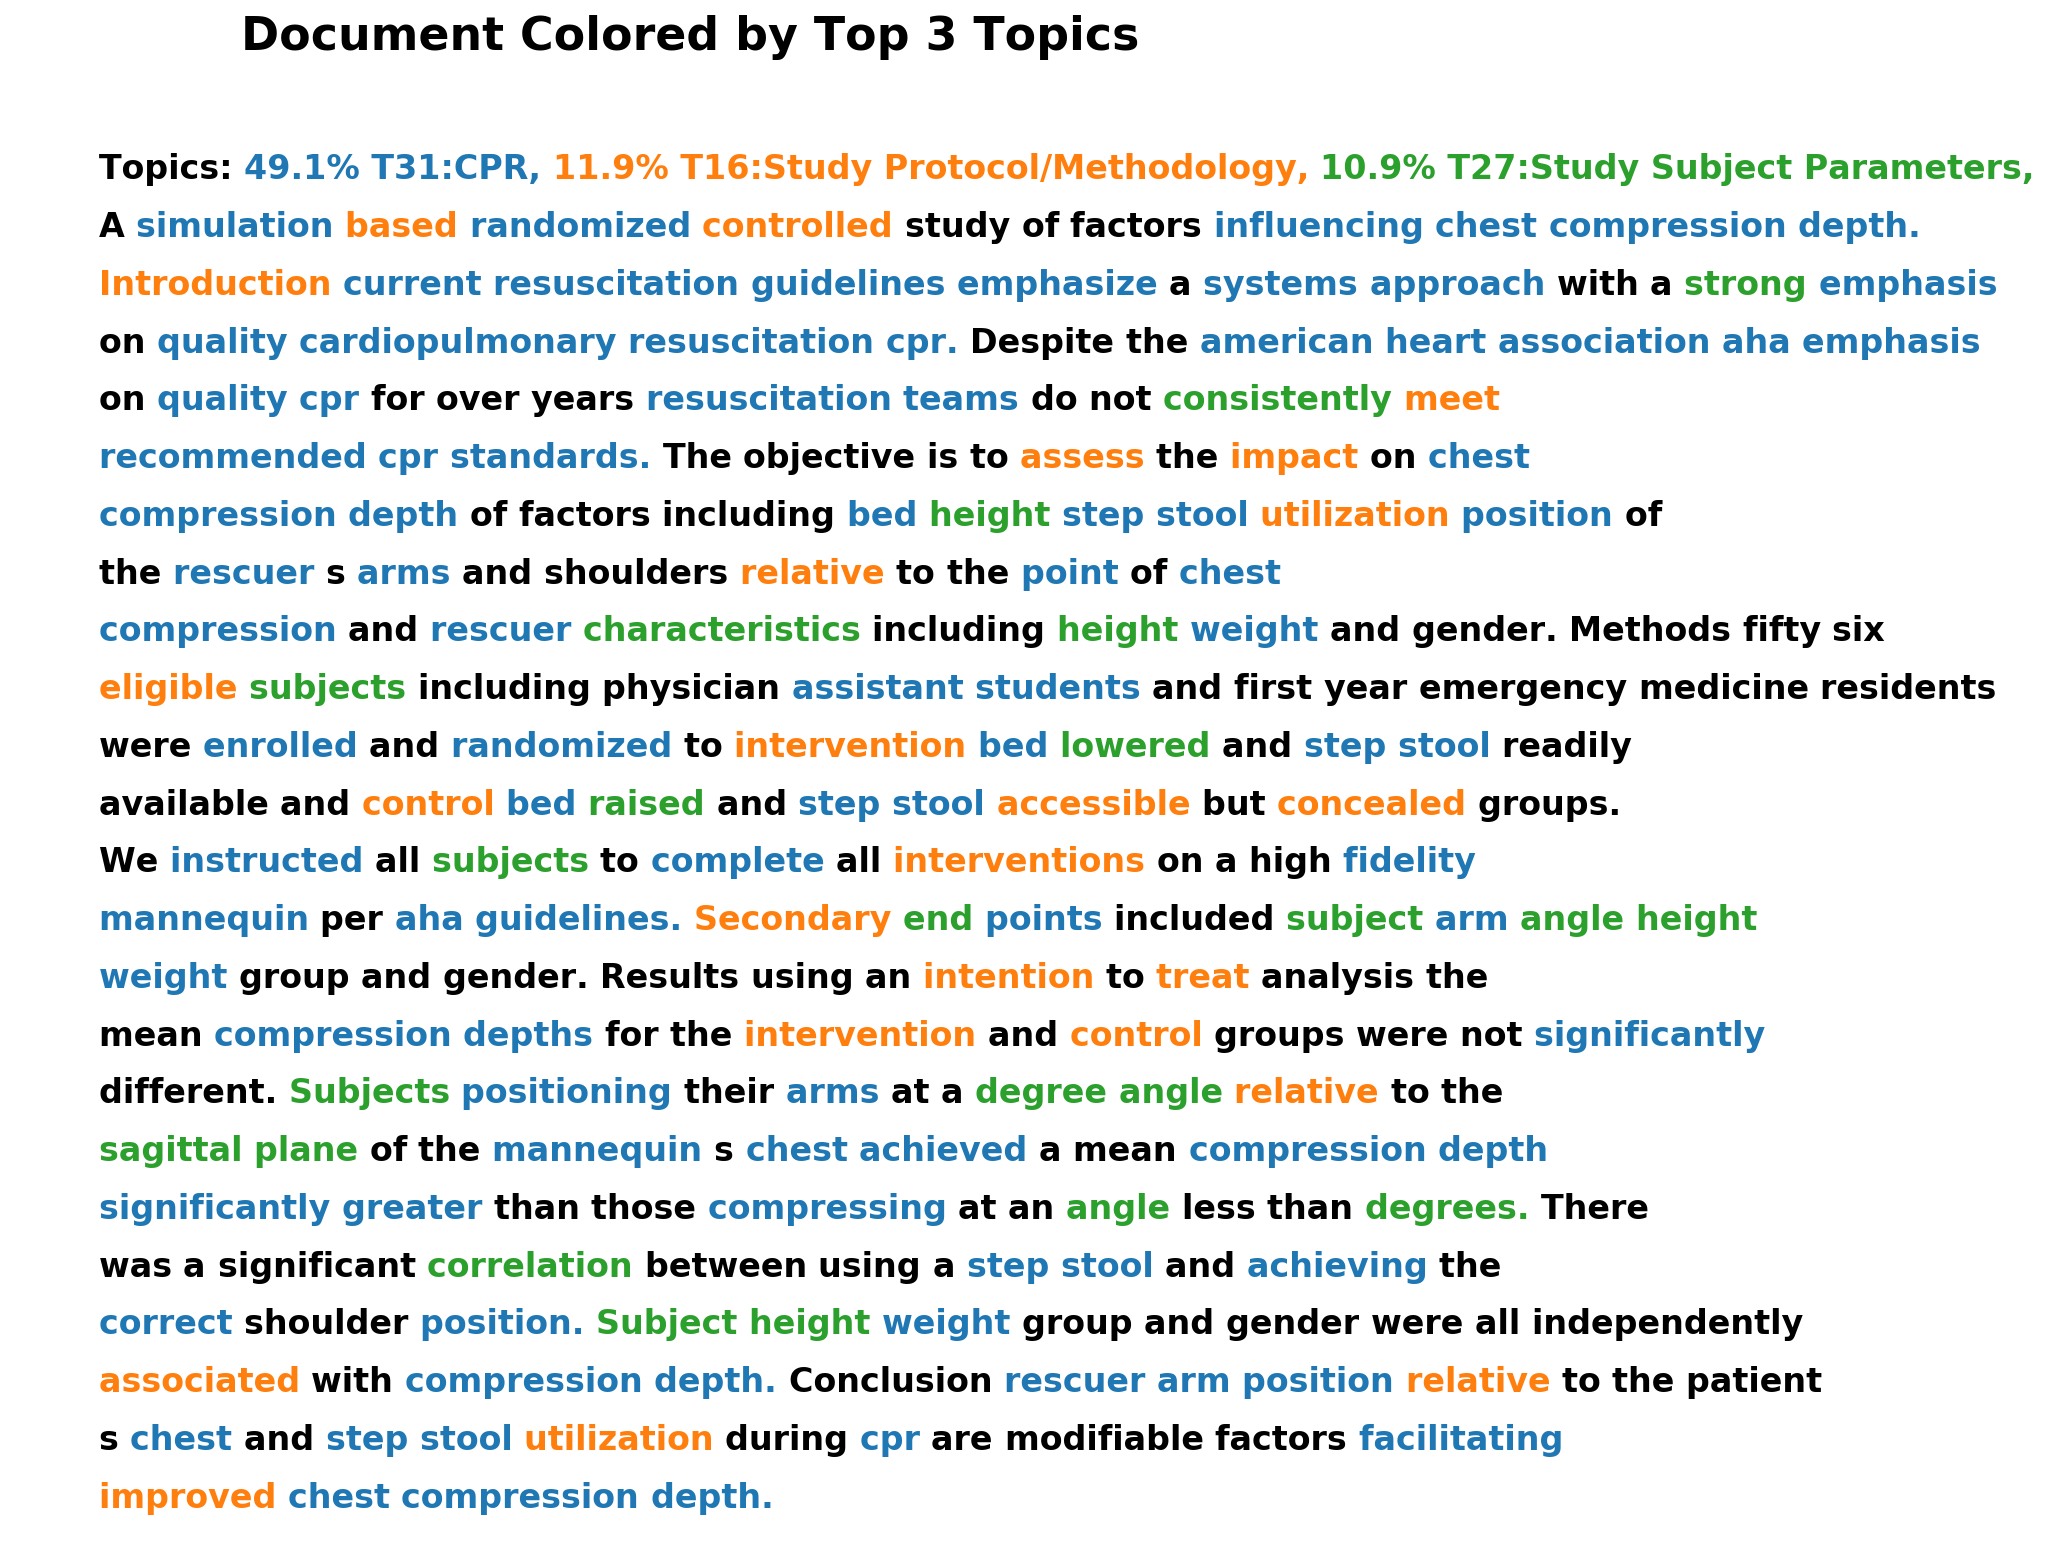 Document Colored by Top 3 Topics
Topics: 49.1% T31:CPR, 11.9% T16:Study Protocol/Methodology, 10.9% T27:Study Subject Parameters,
A simulation based randomized controlled study of factors influencing chest compression depth.
Introduction current resuscitation guidelines emphasize a systems approach with a strong emphasis
on quality cardiopulmonary resuscitation cpr. Despite the american heart association aha emphasis
on quality cpr for over years resuscitation teams do not consistently meet
recommended cpr standards. The objective is to assess the impact on chest
compression depth of factors including bed height step stool utilization position of
the rescuer s arms and shoulders relative to the point of chest
compression and rescuer characteristics including height weight and gender. Methods fifty six
eligible subjects including physician assistant students and first year emergency medicine residents
were enrolled and randomized to intervention bed lowered and step stool readily
available and control bed raised and step stool accessible but concealed groups.
We instructed all subjects to complete all interventions on a high fidelity
mannequin per aha guidelines. Secondary end points included subject arm angle height
weight group and gender. Results using an intention to treat analysis the
mean compression depths for the intervention and control groups were not significantly
different. Subjects positioning their arms at a degree angle relative to the
sagittal plane of the mannequin s chest achieved a mean compression depth
significantly greater than those compressing at an angle less than degrees. There
was a significant correlation between using a step stool and achieving the
correct shoulder position. Subject height weight group and gender were all independently
associated with compression depth. Conclusion rescuer arm position relative to the patient
s chest and step stool utilization during cpr are modifiable factors facilitating
improved chest compression depth.